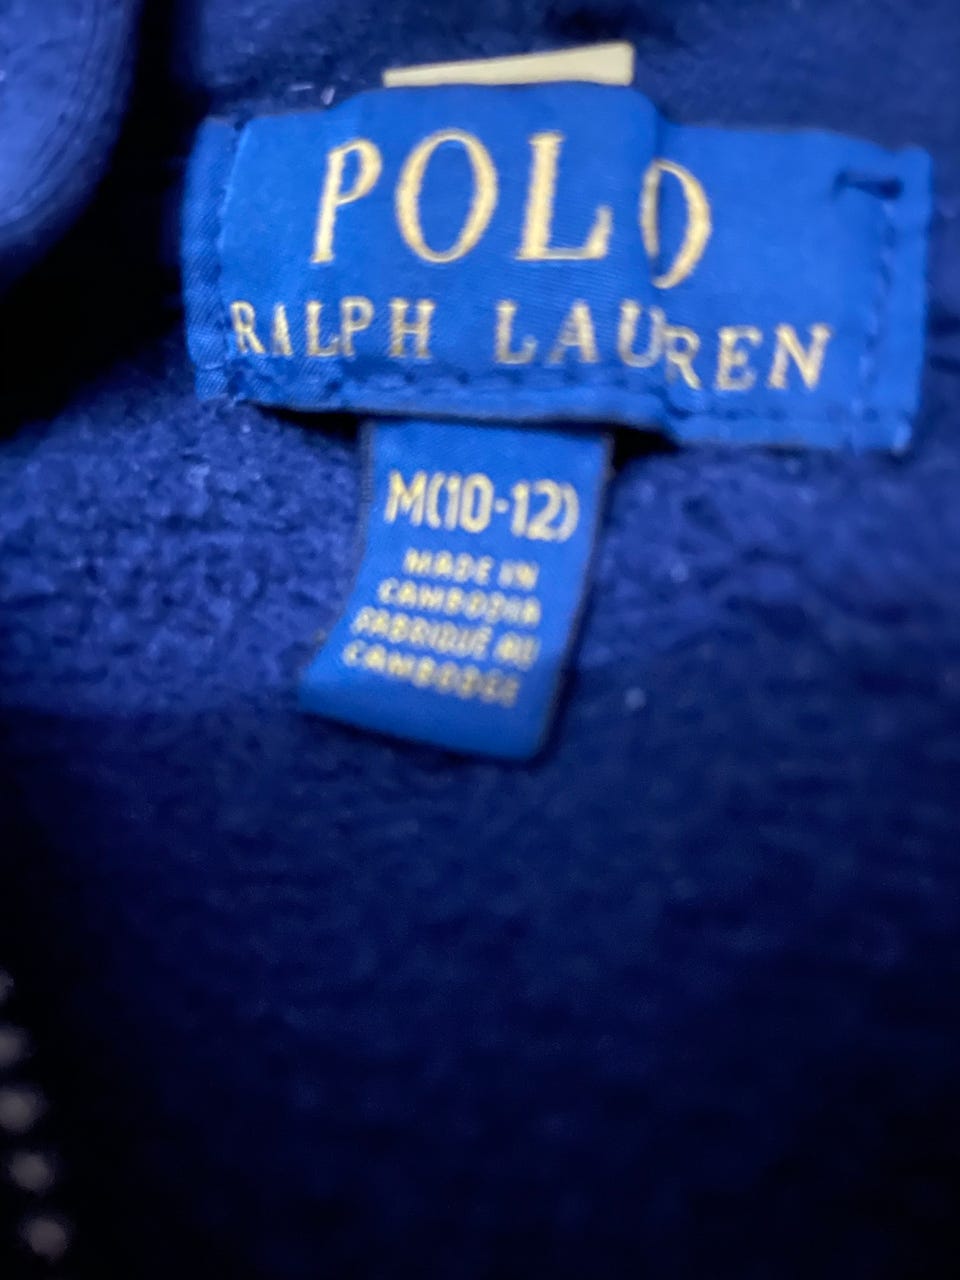 POLO
RALPH LAUREN
M(10-12)
MADE IN
CAMBODIA
FABRIQUÉ AU
CAMBODGE